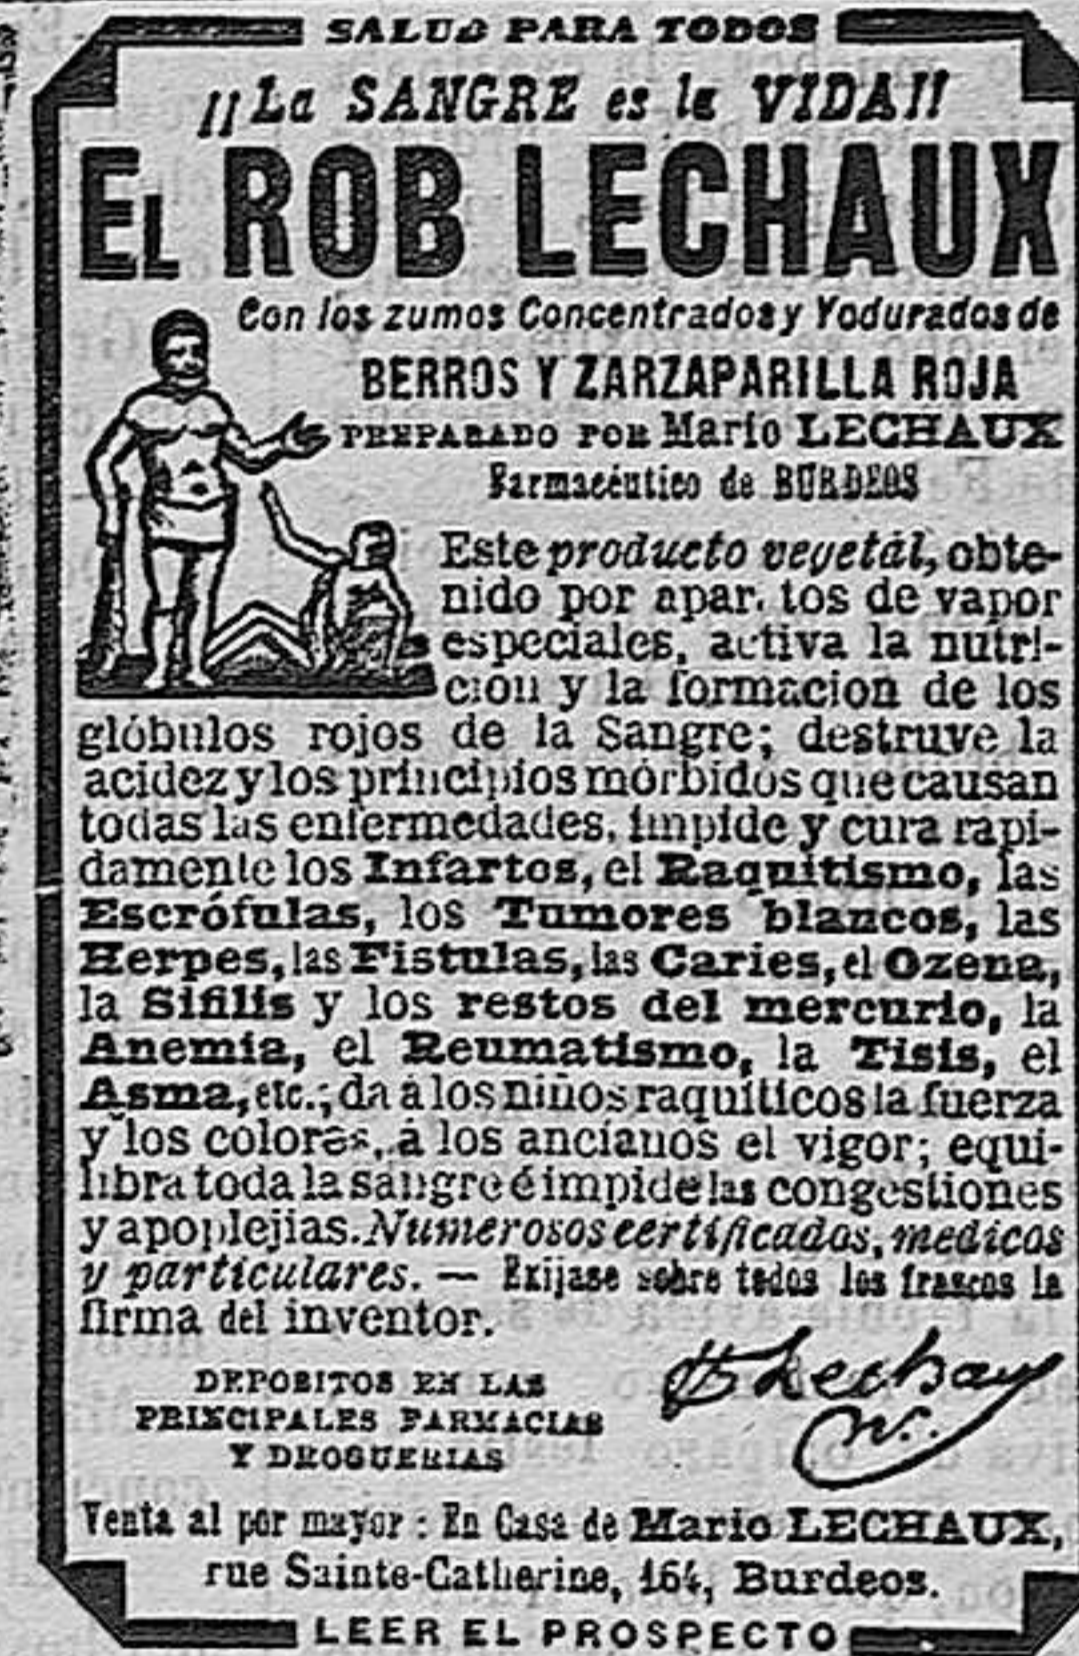 SALUD PARA TODOS
¡¡La SANGRE es la VIDA!!
EL ROB LECHAUX
Con los zumos Concentrados y Yodurados de
BERROS Y ZARZAPARILLA ROJA
PREPARADO POR Mario LECHAUX
Farmacéutico de BURDEOS
Este producto vegetál, obte-
nido por apar. tos de vapor
especiales, activa la nutri-
cion y la formacion de los
glóbulos rojos de la Sangre; destruye la
acidez y los principios morbidos que causan
todas las enfermedades, impide y cura rapi-
damente los Infartos, el Raquitismo, las
Escrófulas, los Tumores blancos, las
Herpes, las Fistulas, las Caries, el Ozena,
la Sifilis y los restos del mercurio, la
Anemia, el Reumatismo, la Tisis, el
Asma, etc.; da á los niños raquiticos la fuerza
y los colores, á los ancianos el vigor; equi-
libra toda la sangre é impide las congestiones
y apoplejias. Numerosos certificados, medicos
y particulares. — Exijase sobre todos los frascos la
firma del inventor.
DEPOSITOS EN LAS
PRINCIPALES FARMACIAS
Y DROGUERIAS
Lechaux
Venta al por mayor : En Casa de Mario LECHAUX,
rue Sainte-Catherine, 164, Burdeos.
LEER EL PROSPECTO